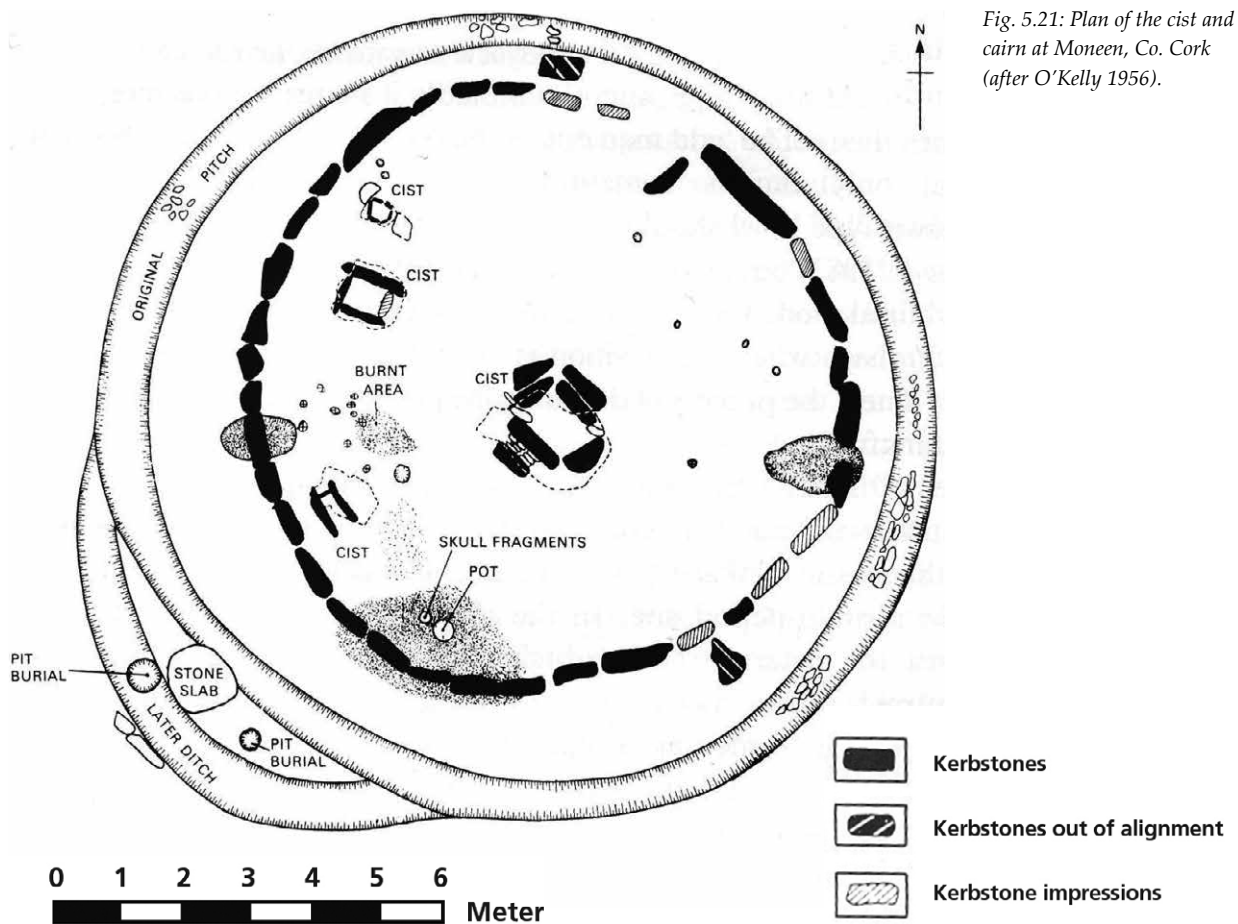 Fig. 5.21: Plan of the cist and
cairn at Moneen, Co. Cork
(after O'Kelly 1956).
N
ORIGINAL PITCH
CIST
CIST
BURNT
AREA
CIST
CIST
SKULL FRAGMENTS
POT
PIT
BURIAL
STONE
SLAB
LATER DITCH
PIT
BURIAL
Kerbstones
Kerbstones out of alignment
Kerbstone impressions
0 1 2 3 4 5 6
Meter